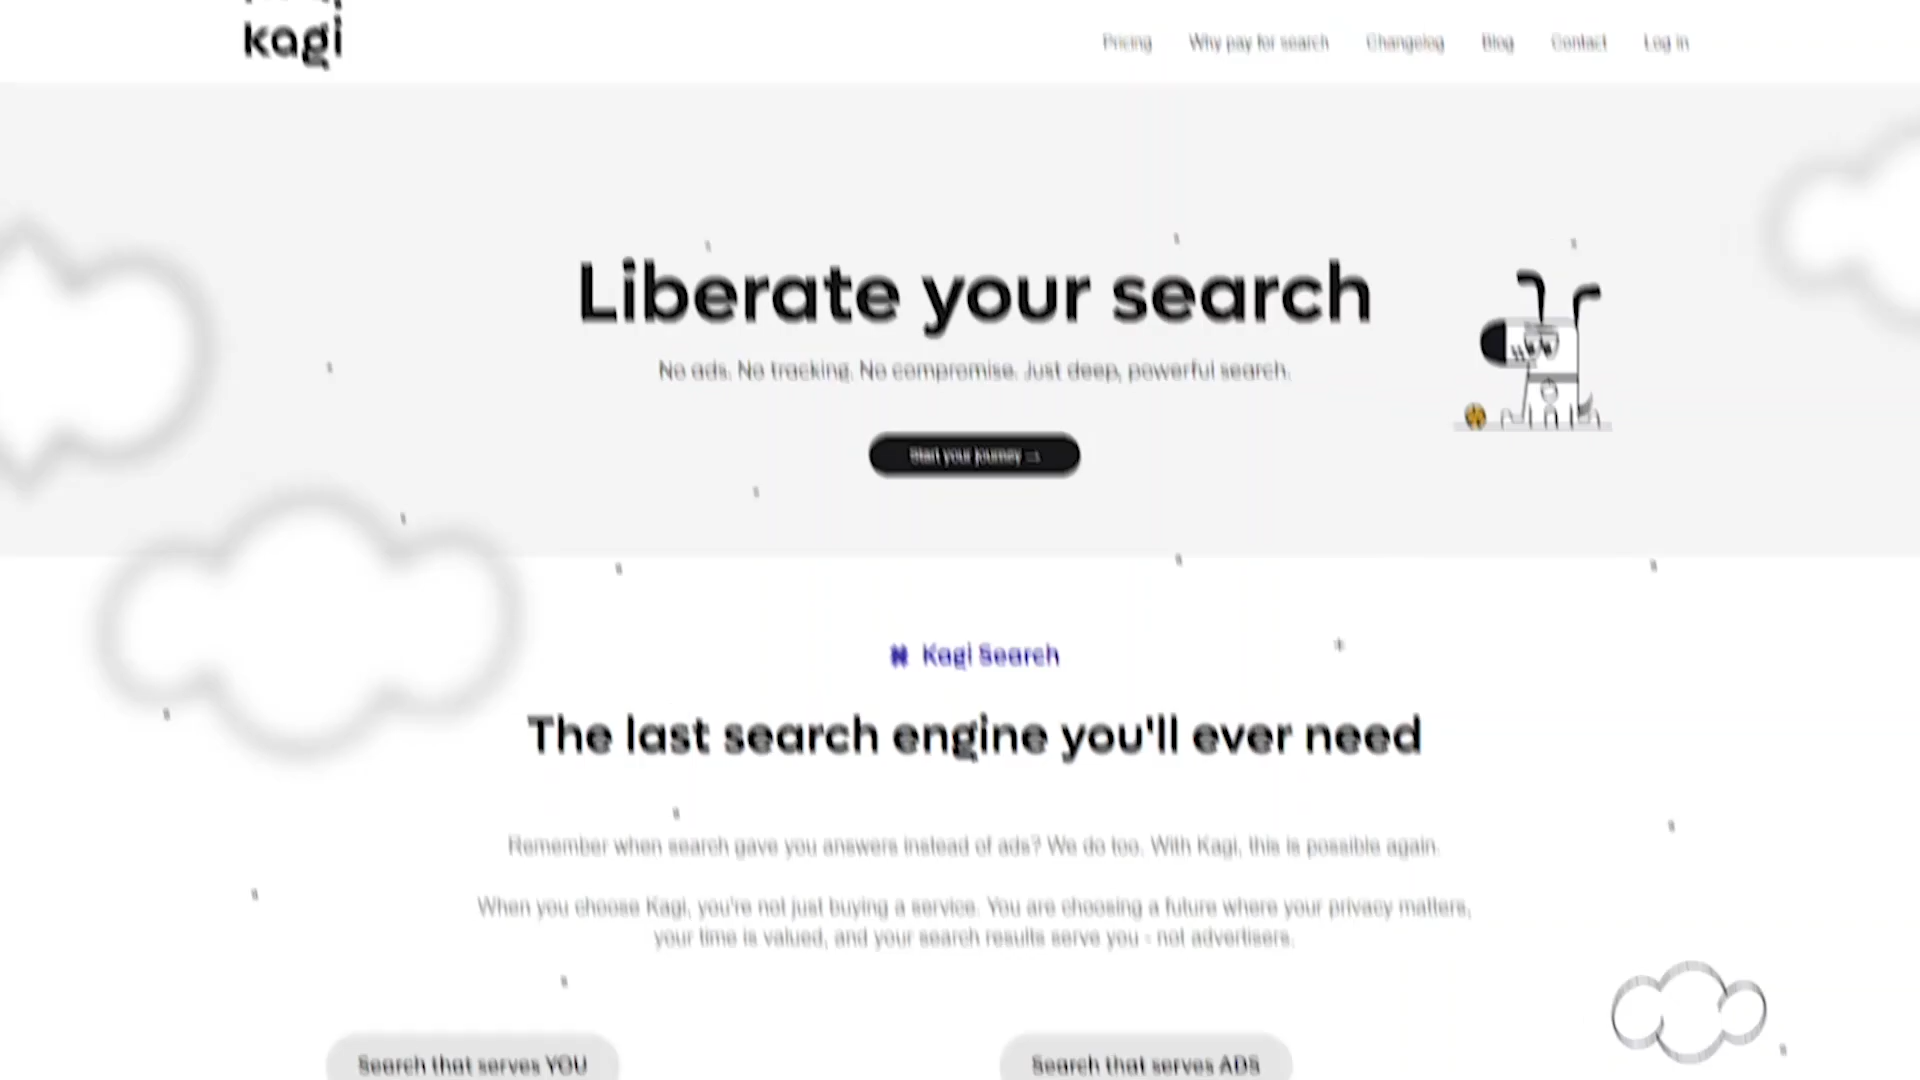 kagi
Pricing Why pay for search Changelog Blog Contact Log in
Liberate your search
No ads. No tracking. No compromise. Just deep, powerful search.
Start your journey →
Kagi Search
The last search engine you'll ever need
Remember when search gave you answers instead of ads? We do too. With Kagi, this is possible again.
When you choose Kagi, you're not just buying a service. You are choosing a future where your privacy matters,
your time is valued, and your search results serve you - not advertisers.
Search that serves YOU Search that serves ADS